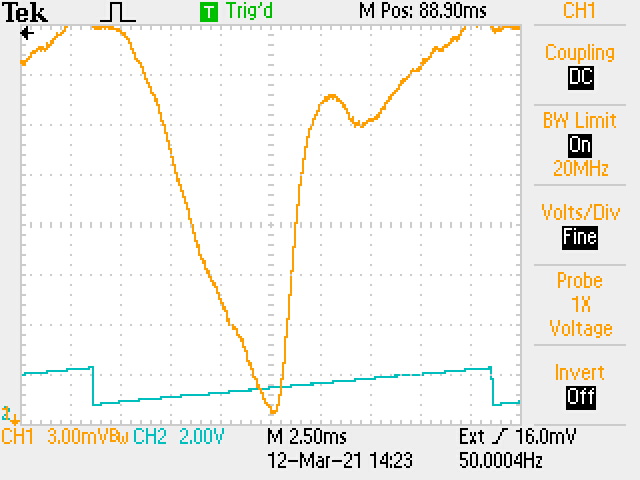 Tek T Trig'd M Pos: 88.90ms CH1
Coupling
DC
BW Limit
On
20MHz
Volts/Div
Fine
Probe
1X
Voltage
Invert
Off
CH1 3.00mVBw CH2 2.00V M 2.50ms Ext 16.0mV
12-Mar-21 14:23 50.0004Hz